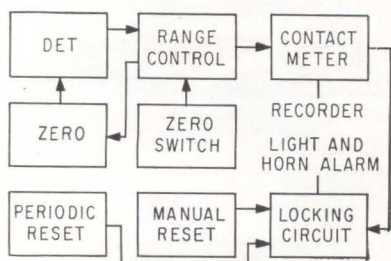 DET
RANGE
CONTROL
CONTACT
METER
RECORDER
ZERO
ZERO
SWITCH
LIGHT AND
HORN ALARM
PERIODIC
RESET
MANUAL
RESET
LOCKING
CIRCUIT